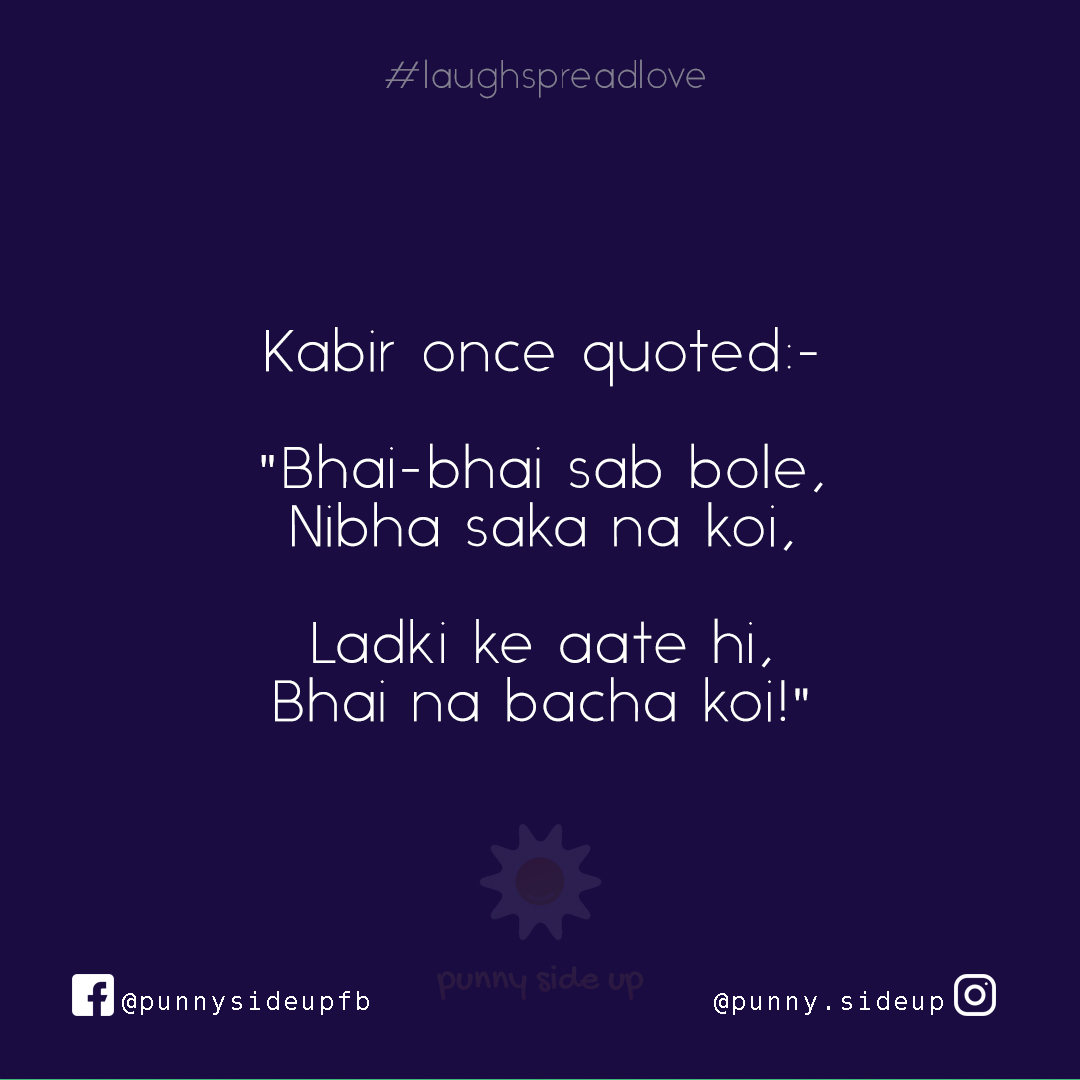 #laughspreadlove
Kabir once quoted:-
"Bhai-bhai sab bole,
Nibha saka na koi,
Ladki ke aate hi,
Bhai na bacha koi!"
punny side up
@punnysideupfb
@punny.sideup